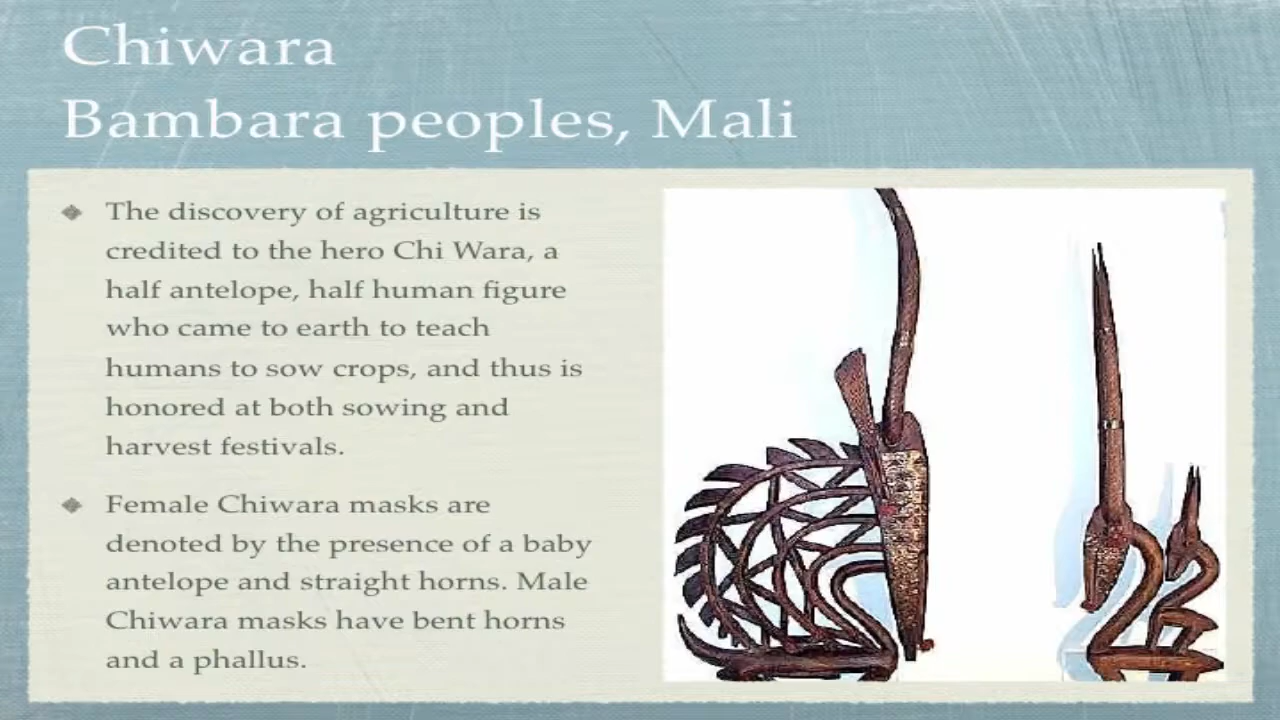 Chiwara
Bambara peoples, Mali
The discovery of agriculture is
credited to the hero Chi Wara, a
half antelope, half human figure
who came to earth to teach
humans to sow crops, and thus is
honored at both sowing and
harvest festivals.
Female Chiwara masks are
denoted by the presence of a baby
antelope and straight horns. Male
Chiwara masks have bent horns
and a phallus.